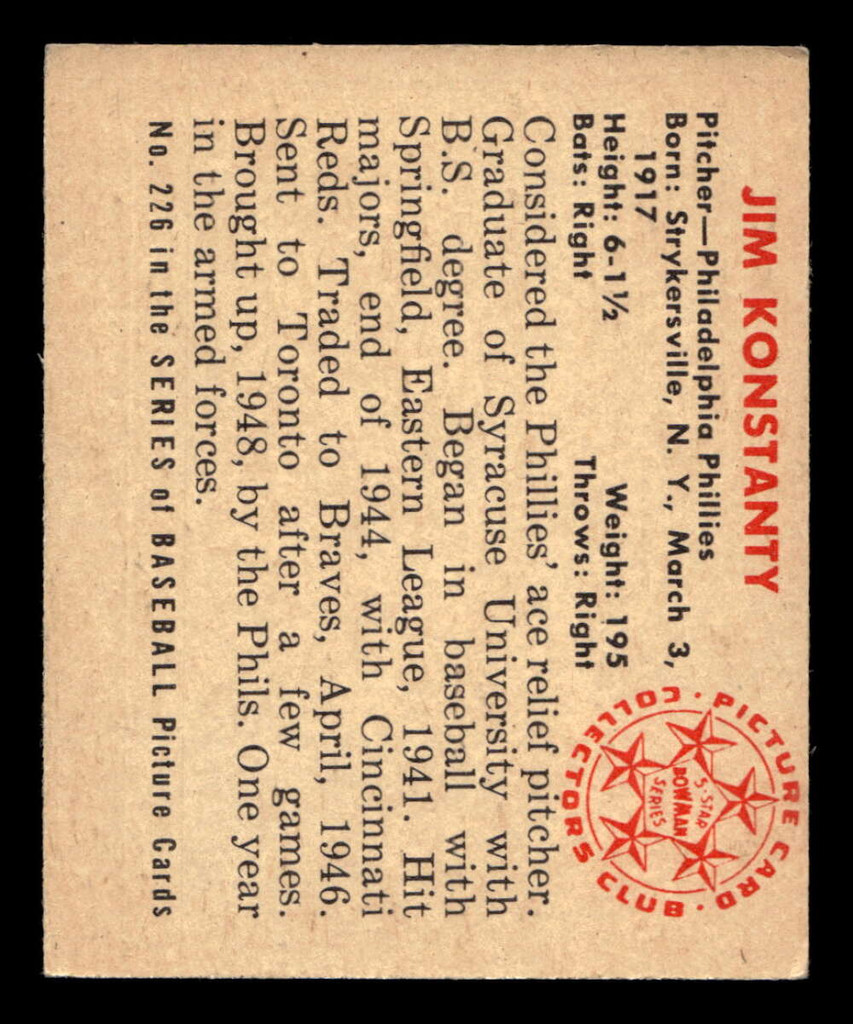 JIM KONSTANTY
Pitcher—Philadelphia Phillies
Born: Strykersville, N. Y., March 3,
1917
Height: 6-1½ Weight: 195
Bats: Right Throws: Right
Considered the Phillies' ace relief pitcher.
Graduate of Syracuse University with
B.S. degree. Began in baseball with
Springfield, Eastern League, 1941. Hit
majors, end of 1944, with Cincinnati
Reds. Traded to Braves, April, 1946.
Sent to Toronto after a few games.
Brought up, 1948, by the Phils. One year
in the armed forces.
No. 226 in the SERIES of BASEBALL Picture Cards
PICTURE CARD · COLLECTORS CLUB ·
5-STAR
BOWMAN
SERIES